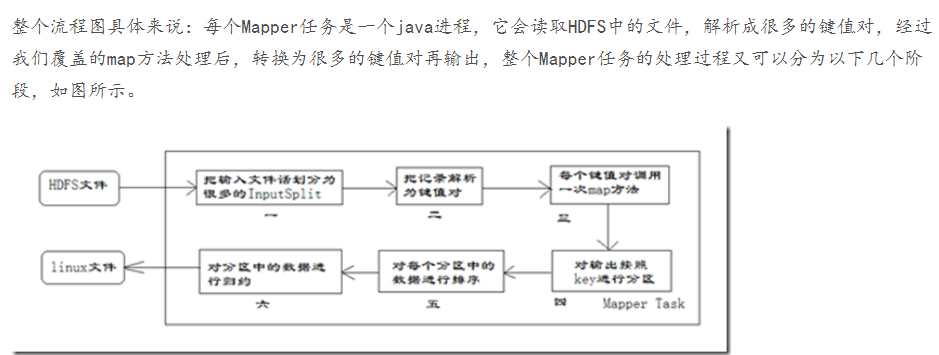 整个流程图具体来说：每个Mapper任务是一个java进程，它会读取HDFS中的文件，解析成很多的键值对，经过
我们覆盖的map方法处理后，转换为很多的键值对再输出，整个Mapper任务的处理过程又可以分为以下几个阶
段，如图所示。
HDFS文件
把输入文件话划分为
很多的InputSplit
一
把记录解析
为键值对
二
每个键值对调用
一次map方法
三
linux文件
对分区中的数据进
行归约
六
对每个分区中的
数据进行排序
五
对输出按照
key进行分区
四
Mapper Task